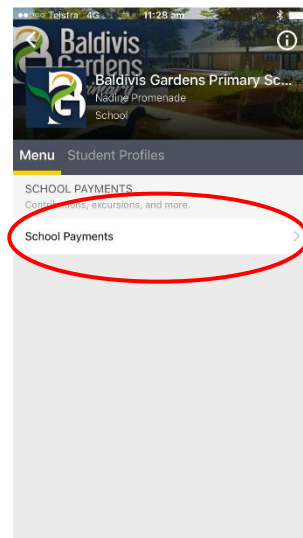 Telstra 4G 11:28 am
Baldivis
Gardens
Primary
Baldivis Gardens Primary Sc...
Nadine Promenade
School
Menu Student Profiles
SCHOOL PAYMENTS
Contributions, excursions, and more.
School Payments